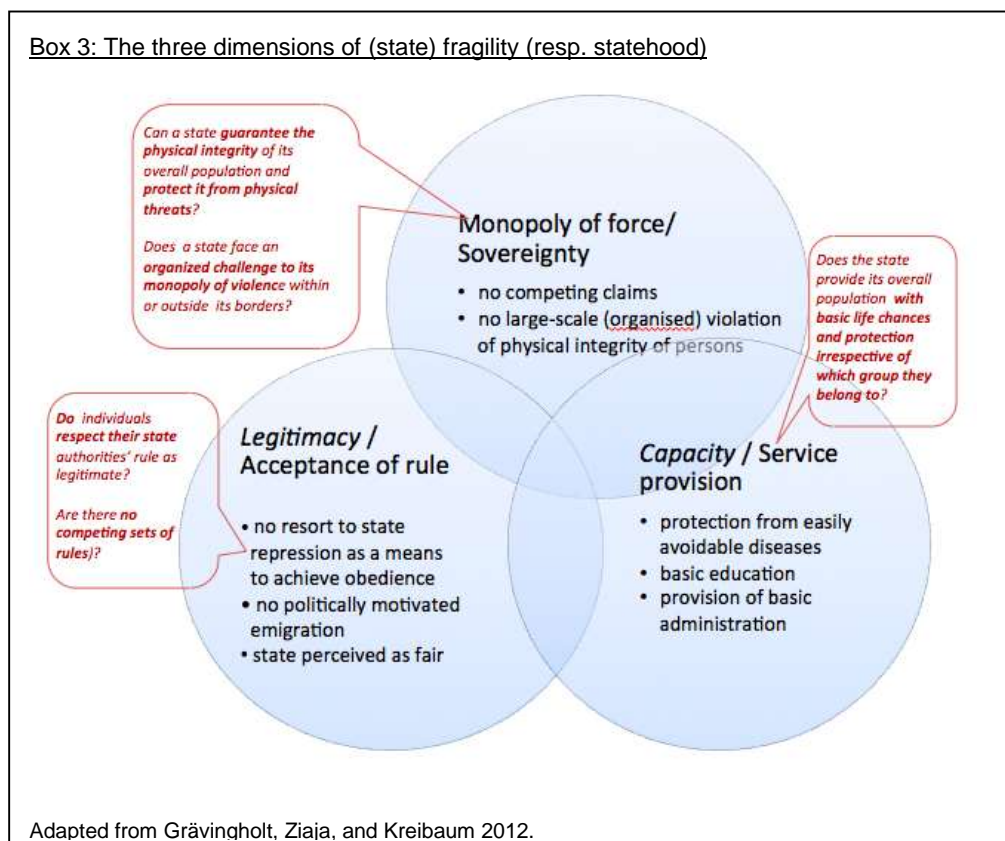 Box 3: The three dimensions of (state) fragility (resp. statehood)
Can a state guarantee the
physical integrity of its
overall population and
protect it from physical
threats?
Does a state face an
organized challenge to its
monopoly of violence within
or outside its borders?
Monopoly of force/
Sovereignty
• no competing claims
• no large-scale (organised) violation
of physical integrity of persons
Does the state
provide its overall
population with
basic life chances
and protection
irrespective of
which group they
belong to?
Do individuals
respect their state
authorities' rule as
legitimate?
Are there no
competing sets of
rules)?
Legitimacy /
Acceptance of rule
• no resort to state
repression as a means
to achieve obedience
• no politically motivated
emigration
• state perceived as fair
Capacity / Service
provision
• protection from easily
avoidable diseases
• basic education
• provision of basic
administration
Adapted from Grävingholt, Ziaja, and Kreibaum 2012.